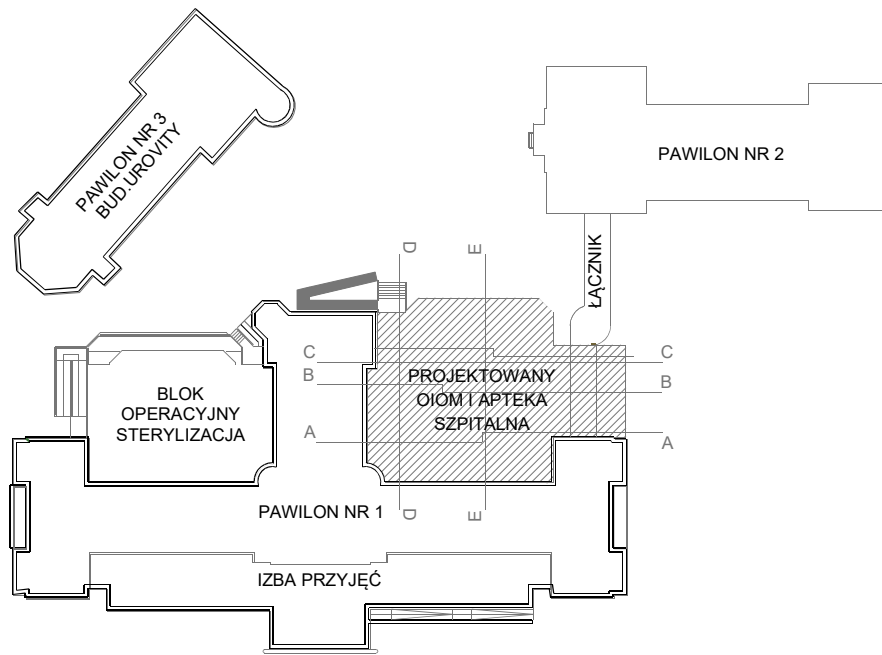 PAWILON NR 3
BUD.UROVITY
PAWILON NR 2
ŁĄCZNIK
D
E
C
C
B
B
A
A
BLOK
OPERACYJNY
STERYLIZACJA
PROJEKTOWANY
OIOM I APTEKA
SZPITALNA
PAWILON NR 1
D
E
IZBA PRZYJĘĆ